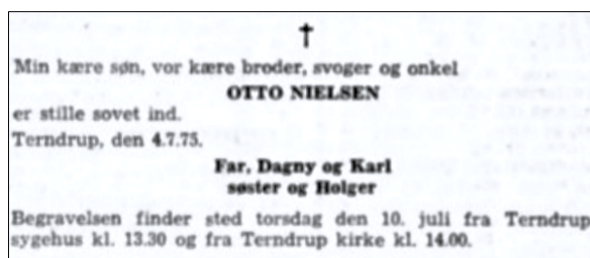 Min kære søn, vor kære broder, svoger og onkel
OTTO NIELSEN
er stille sovet ind.
Terndrup, den 4.7.75.
Far, Dagny og Karl
søster og Holger
Begravelsen finder sted torsdag den 10. juli fra Terndrup
sygehus kl. 13.30 og fra Terndrup kirke kl. 14.00.